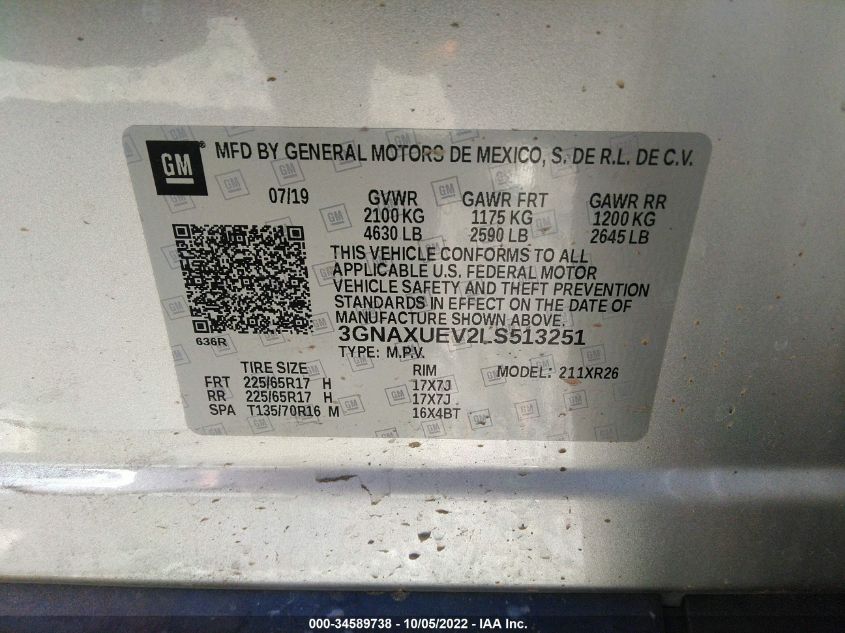 GM ® MFD BY GENERAL MOTORS DE MEXICO, S. DE R.L. DE C.V.
07/19 GVWR GAWR FRT GAWR RR
2100 KG 1175 KG 1200 KG
4630 LB 2590 LB 2645 LB
THIS VEHICLE CONFORMS TO ALL
APPLICABLE U.S. FEDERAL MOTOR
VEHICLE SAFETY AND THEFT PREVENTION
STANDARDS IN EFFECT ON THE DATE OF
MANUFACTURE SHOWN ABOVE.
636R 3GNAXUEV2LS513251
TYPE: M.P.V.
TIRE SIZE RIM MODEL: 211XR26
FRT 225/65R17 H 17X7J
RR 225/65R17 H 17X7J
SPA T135/70R16 M 16X4BT
000-34589738 - 10/05/2022 - IAA Inc.